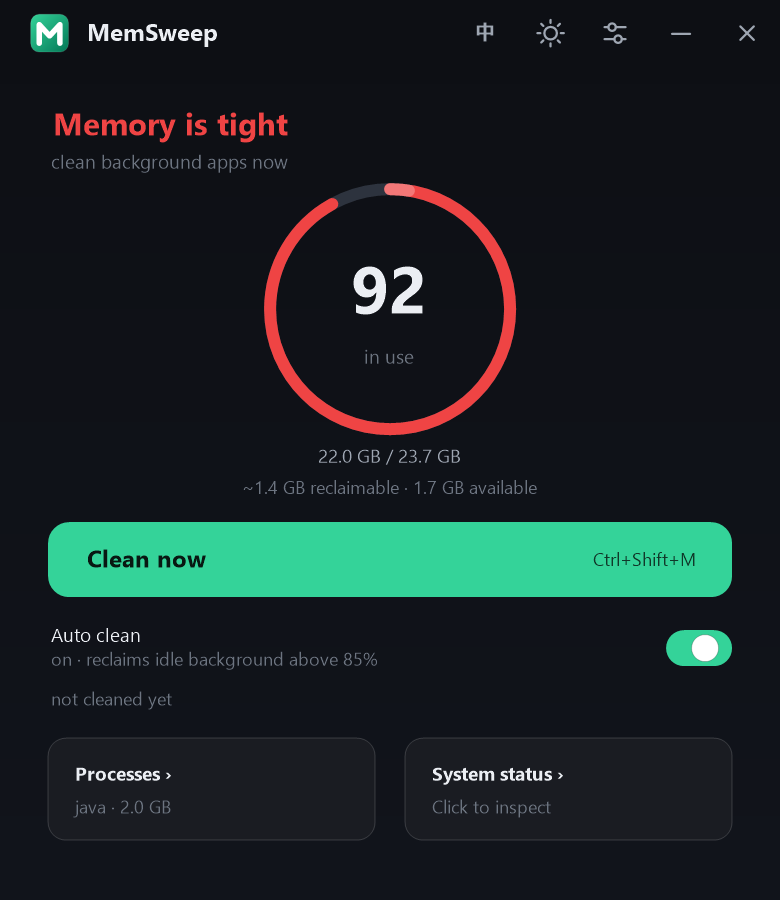 M MemSweep 中
Memory is tight
clean background apps now
92
in use
22.0 GB / 23.7 GB
~1.4 GB reclaimable · 1.7 GB available
Clean now Ctrl+Shift+M
Auto clean
on · reclaims idle background above 85%
not cleaned yet
Processes › System status ›
java · 2.0 GB Click to inspect